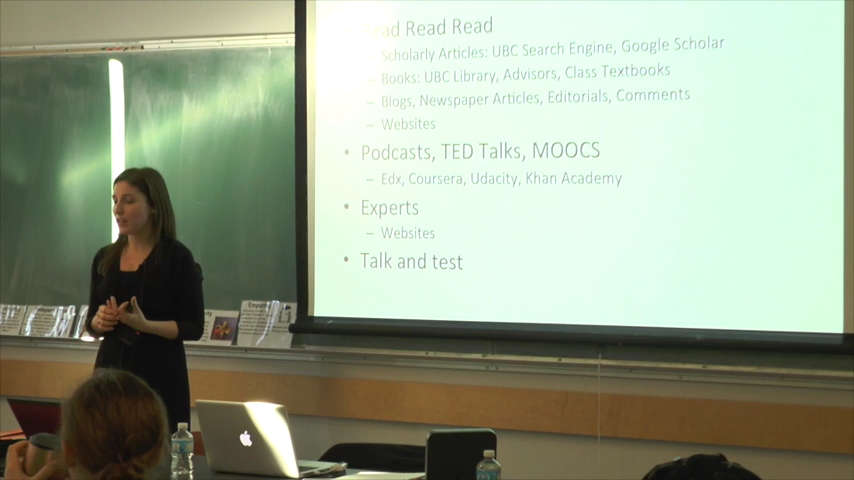 Read Read Read
Scholarly Articles: UBC Search Engine, Google Scholar
– Books: UBC Library, Advisors, Class Textbooks
– Blogs, Newspaper Articles, Editorials, Comments
– Websites
• Podcasts, TED Talks, MOOCS
– Edx, Coursera, Udacity, Khan Academy
• Experts
– Websites
• Talk and test